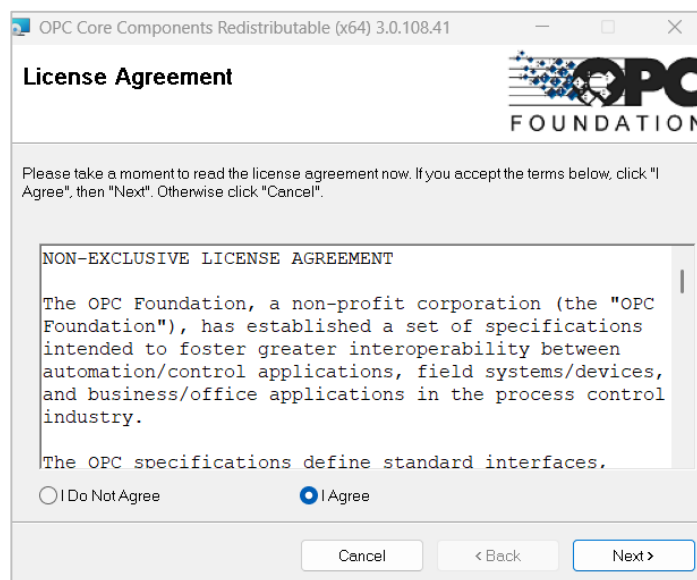 OPC Core Components Redistributable (x64) 3.0.108.41
License Agreement
OPC
FOUNDATION
Please take a moment to read the license agreement now. If you accept the terms below, click "I
Agree", then "Next". Otherwise click "Cancel".
NON-EXCLUSIVE LICENSE AGREEMENT
The OPC Foundation, a non-profit corporation (the "OPC
Foundation"), has established a set of specifications
intended to foster greater interoperability between
automation/control applications, field systems/devices,
and business/office applications in the process control
industry.
The OPC specifications define standard interfaces,
I Do Not Agree
I Agree
Cancel
< Back
Next >